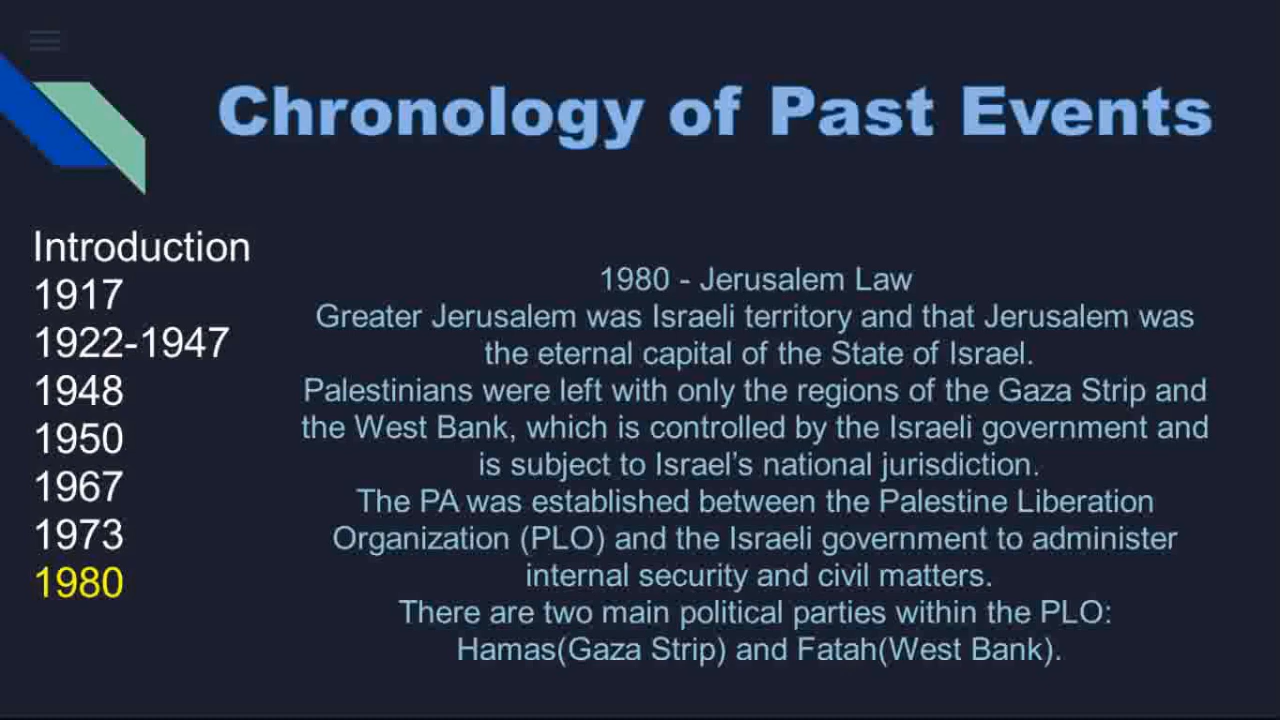 Chronology of Past Events
Introduction
1917
1922-1947
1948
1950
1967
1973
1980
1980 - Jerusalem Law
Greater Jerusalem was Israeli territory and that Jerusalem was
the eternal capital of the State of Israel.
Palestinians were left with only the regions of the Gaza Strip and
the West Bank, which is controlled by the Israeli government and
is subject to Israel's national jurisdiction.
The PA was established between the Palestine Liberation
Organization (PLO) and the Israeli government to administer
internal security and civil matters.
There are two main political parties within the PLO:
Hamas(Gaza Strip) and Fatah(West Bank).